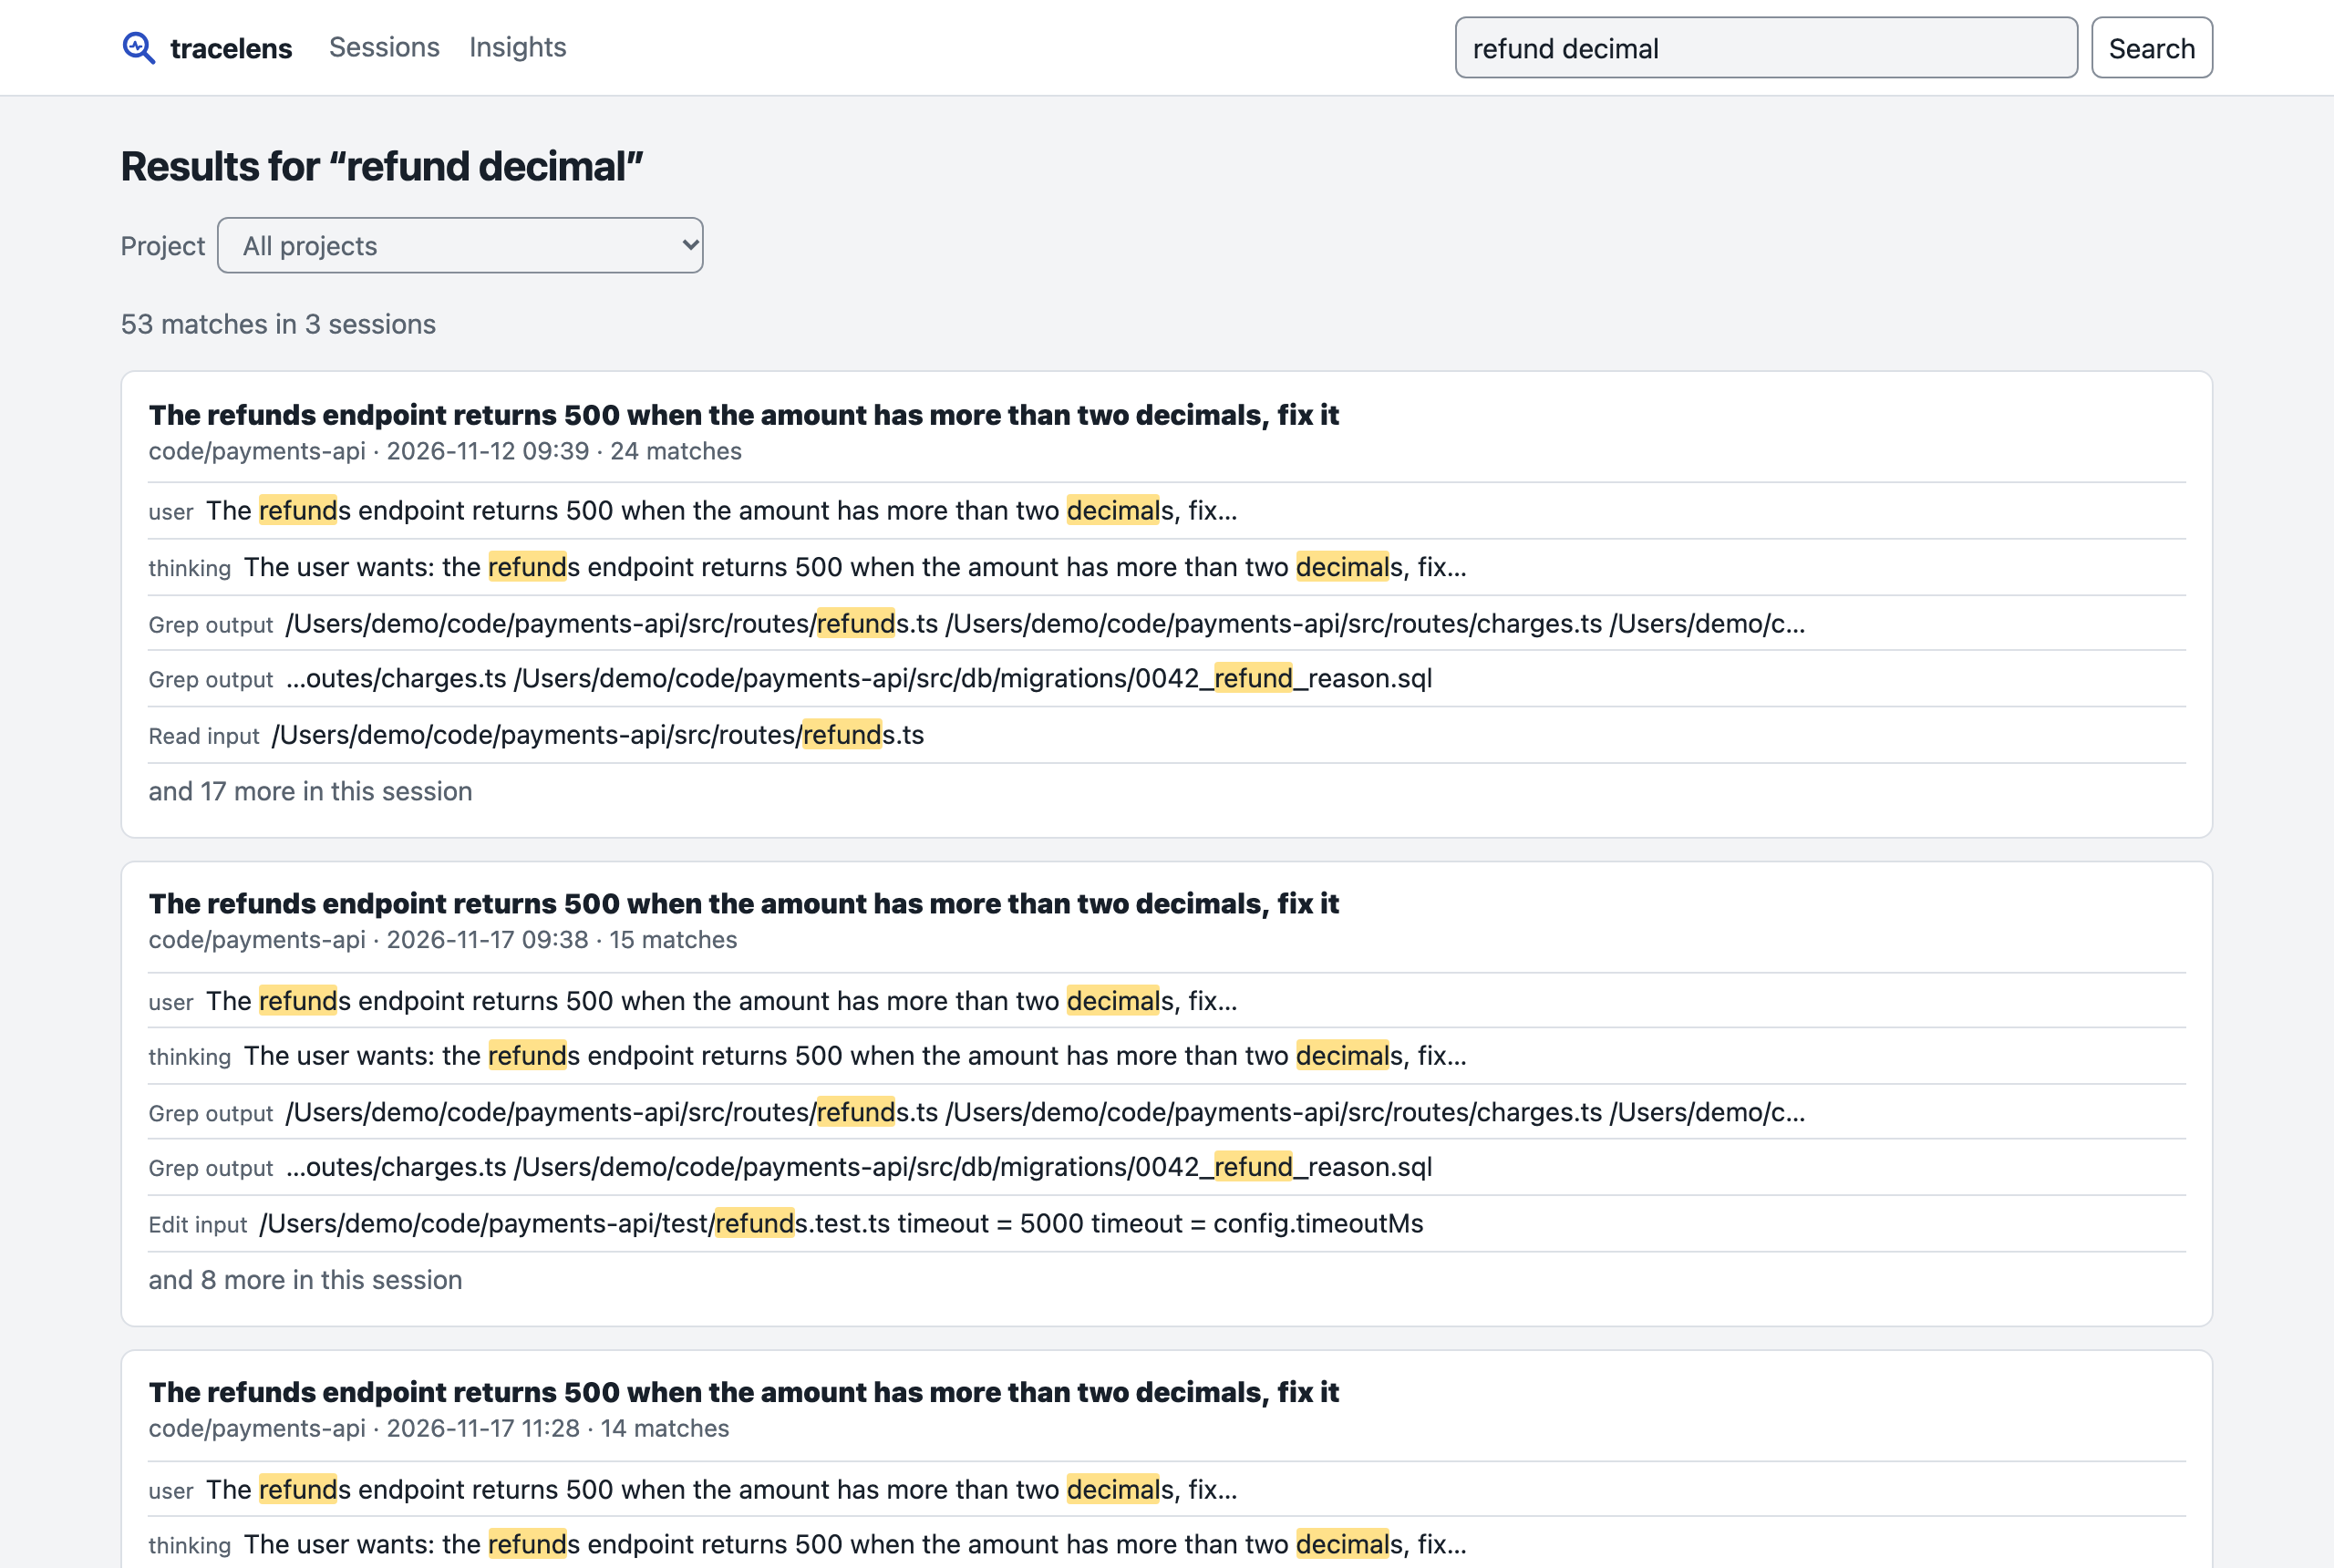 tracelens Sessions Insights refund decimal Search
Results for “refund decimal”
Project All projects
53 matches in 3 sessions
The refunds endpoint returns 500 when the amount has more than two decimals, fix it
code/payments-api · 2026-11-12 09:39 · 24 matches
user The refunds endpoint returns 500 when the amount has more than two decimals, fix…
thinking The user wants: the refunds endpoint returns 500 when the amount has more than two decimals, fix…
Grep output /Users/demo/code/payments-api/src/routes/refunds.ts /Users/demo/code/payments-api/src/routes/charges.ts /Users/demo/c…
Grep output …outes/charges.ts /Users/demo/code/payments-api/src/db/migrations/0042_refund_reason.sql
Read input /Users/demo/code/payments-api/src/routes/refunds.ts
and 17 more in this session
The refunds endpoint returns 500 when the amount has more than two decimals, fix it
code/payments-api · 2026-11-17 09:38 · 15 matches
user The refunds endpoint returns 500 when the amount has more than two decimals, fix…
thinking The user wants: the refunds endpoint returns 500 when the amount has more than two decimals, fix…
Grep output /Users/demo/code/payments-api/src/routes/refunds.ts /Users/demo/code/payments-api/src/routes/charges.ts /Users/demo/c…
Grep output …outes/charges.ts /Users/demo/code/payments-api/src/db/migrations/0042_refund_reason.sql
Edit input /Users/demo/code/payments-api/test/refunds.test.ts timeout = 5000 timeout = config.timeoutMs
and 8 more in this session
The refunds endpoint returns 500 when the amount has more than two decimals, fix it
code/payments-api · 2026-11-17 11:28 · 14 matches
user The refunds endpoint returns 500 when the amount has more than two decimals, fix…
thinking The user wants: the refunds endpoint returns 500 when the amount has more than two decimals, fix…